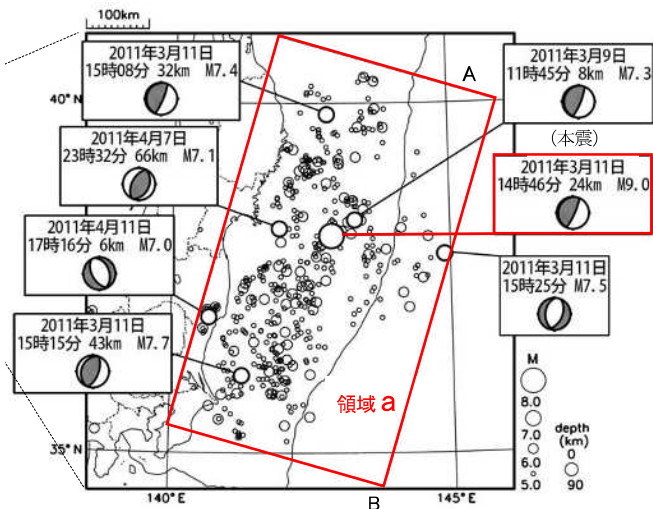 100km
2011年3月11日
15時08分 32km M7.4
40°N
2011年4月7日
23時32分 66km M7.1
2011年4月11日
17時16分 6km M7.0
2011年3月11日
15時15分 43km M7.7
35°N
140°E
145°E
A
2011年3月9日
11時45分 8km M7.3
(本震)
2011年3月11日
14時46分 24km M9.0
2011年3月11日
15時25分 M7.5
領域 a
B
M
8.0
7.0
6.0
5.0
depth
(km)
0
90